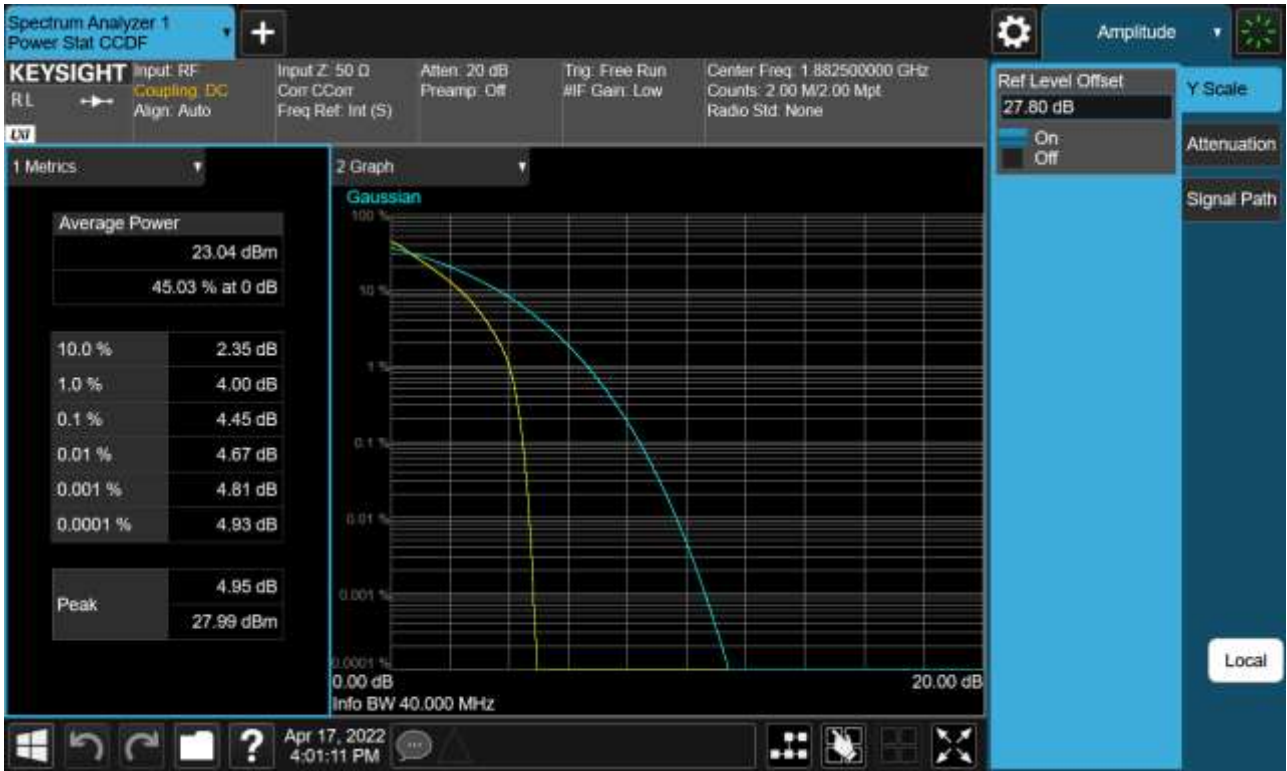 Spectrum Analyzer 1
Power Stat CCDF
+
Amplitude
KEYSIGHT
RL
LXI
Input: RF
Coupling: DC
Align: Auto
Input Z: 50 Ω
Corr CCorr
Freq Ref: Int (S)
Atten: 20 dB
Preamp: Off
Trig: Free Run
#IF Gain: Low
Center Freq: 1.882500000 GHz
Counts: 2.00 M/2.00 Mpt
Radio Std: None
Ref Level Offset
27.80 dB
On
Off
Y Scale
Attenuation
Signal Path
1 Metrics
Average Power
23.04 dBm
45.03 % at 0 dB
10.0 % 2.35 dB
1.0 % 4.00 dB
0.1 % 4.45 dB
0.01 % 4.67 dB
0.001 % 4.81 dB
0.0001 % 4.93 dB
Peak
4.95 dB
27.99 dBm
2 Graph
Gaussian
100 %
10 %
1 %
0.1 %
0.01 %
0.001 %
0.0001 %
0.00 dB 20.00 dB
Info BW 40.000 MHz
Local
?
Apr 17, 2022
4:01:11 PM